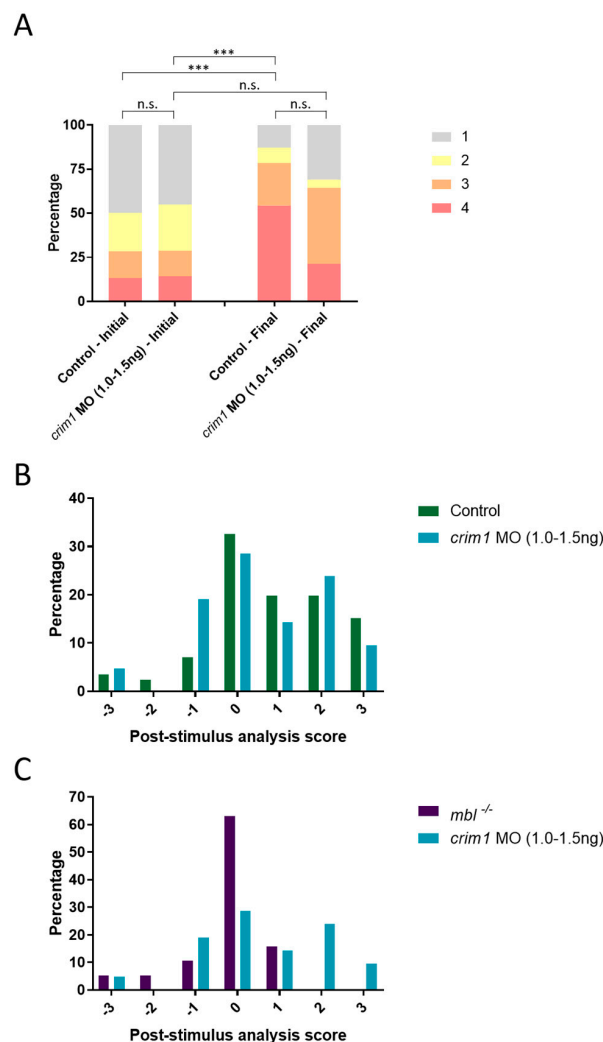 A
***
***
n.s.
n.s.
n.s.
100
75
50
25
0
Percentage
1
2
3
4
Control - Initial
crim1 MO (1.0-1.5ng) - Initial
Control - Final
crim1 MO (1.0-1.5ng) - Final
B
40
30
20
10
0
Percentage
Control
crim1 MO (1.0-1.5ng)
-3 -2 -1 0 1 2 3
Post-stimulus analysis score
C
70
60
50
40
30
20
10
0
Percentage
mbl -/-
crim1 MO (1.0-1.5ng)
-3 -2 -1 0 1 2 3
Post-stimulus analysis score